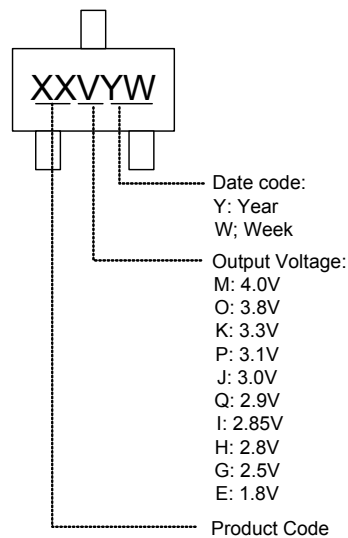 XXVYW
Date code:
Y: Year
W; Week
Output Voltage:
M: 4.0V
O: 3.8V
K: 3.3V
P: 3.1V
J: 3.0V
Q: 2.9V
I: 2.85V
H: 2.8V
G: 2.5V
E: 1.8V
Product Code